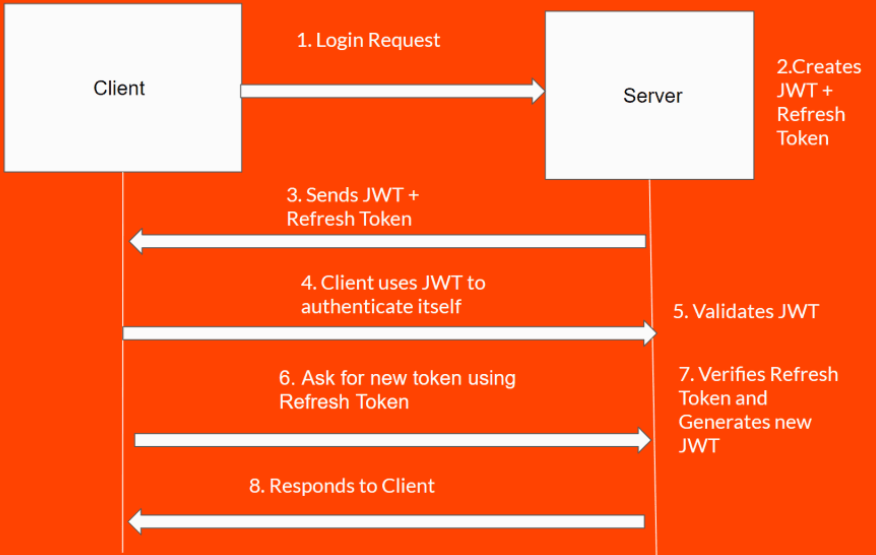 1. Login Request
Client
Server
2.Creates
JWT +
Refresh
Token
3. Sends JWT +
Refresh Token
4. Client uses JWT to
authenticate itself
5. Validates JWT
6. Ask for new token using
Refresh Token
7. Verifies Refresh
Token and
Generates new
JWT
8. Responds to Client